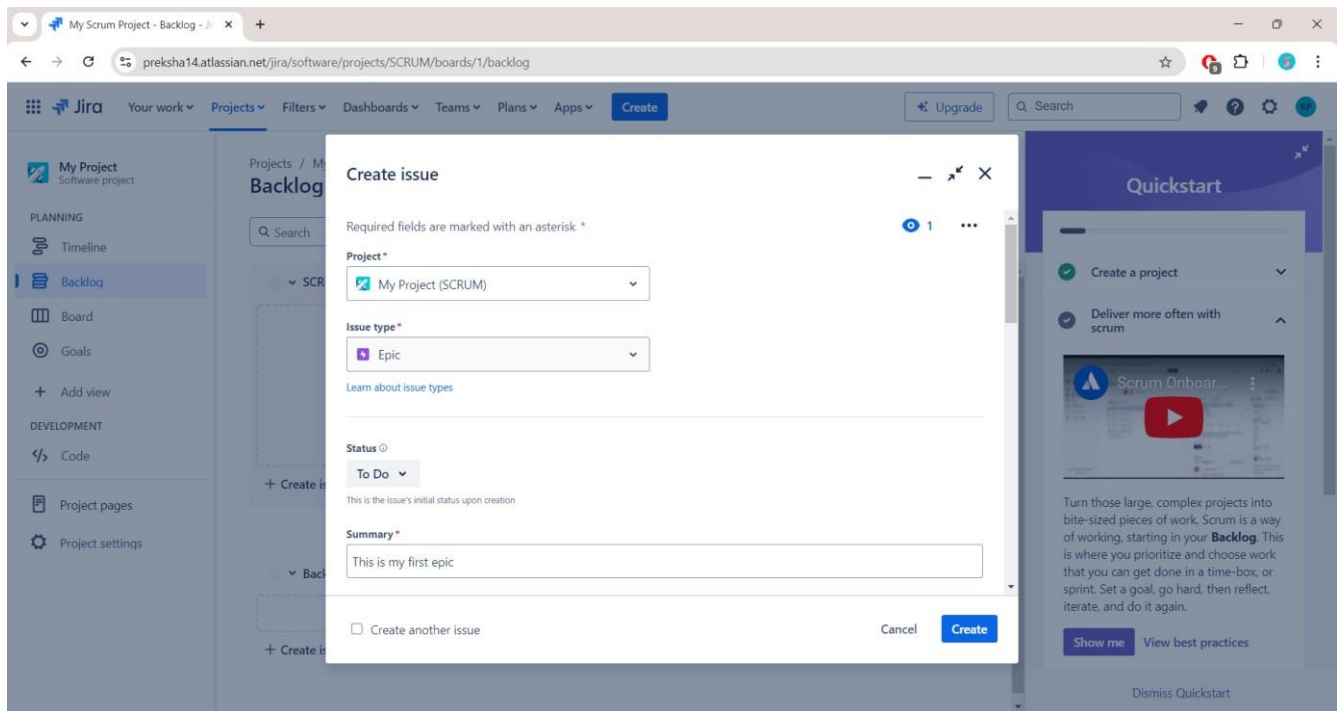 My Scrum Project - Backlog - Ji
preksha14.atlassian.net/jira/software/projects/SCRUM/boards/1/backlog
9
Jira Your work Projects Filters Dashboards Teams Plans Apps Create Upgrade Search
My Project
Software project
PLANNING
Timeline
Backlog
Board
Goals
Add view
DEVELOPMENT
Code
Project pages
Project settings
Projects / M
Backlog
Search
SCR
+ Create is
Back
+ Create is
Create issue
Required fields are marked with an asterisk *
1
Project *
My Project (SCRUM)
Issue type *
Epic
Learn about issue types
Status
To Do
This is the issue's initial status upon creation
Summary *
This is my first epic
Create another issue
Cancel Create
Quickstart
Create a project
Deliver more often with
scrum
Scrum Onboar...
Turn those large, complex projects into
bite-sized pieces of work. Scrum is a way
of working, starting in your Backlog. This
is where you prioritize and choose work
that you can get done in a time-box, or
sprint. Set a goal, go hard, then reflect,
iterate, and do it again.
Show me View best practices
Dismiss Quickstart